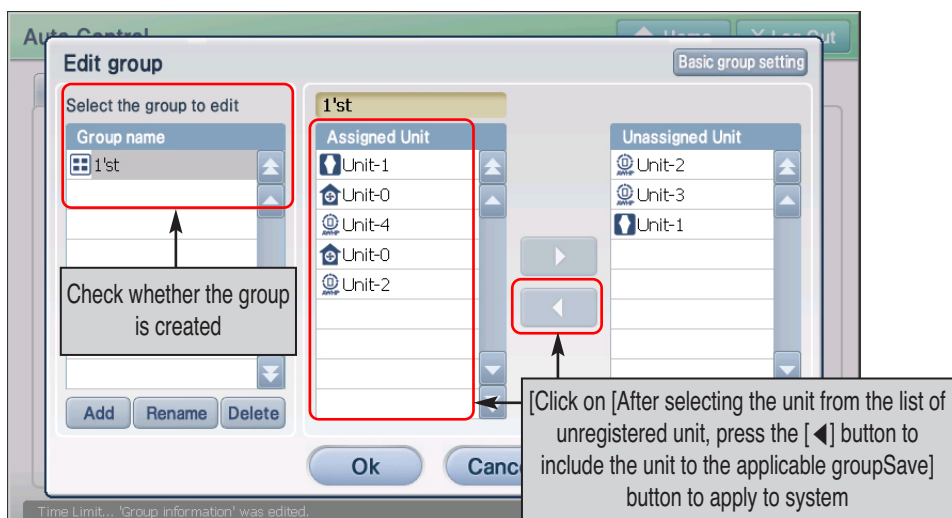 Auto Control
Home
X Log Out
Edit group
Basic group setting
Select the group to edit
Group name
1'st
Check whether the group
is created
Add Rename Delete
1'st
Assigned Unit
Unit-1
Unit-0
Unit-4
Unit-0
Unit-2
Unassigned Unit
AWHP Unit-2
AWHP Unit-3
Unit-1
[Click on [After selecting the unit from the list of
unregistered unit, press the [◀] button to
include the unit to the applicable groupSave]
button to apply to system
Ok Canc
Time Limit... 'Group information' was edited.